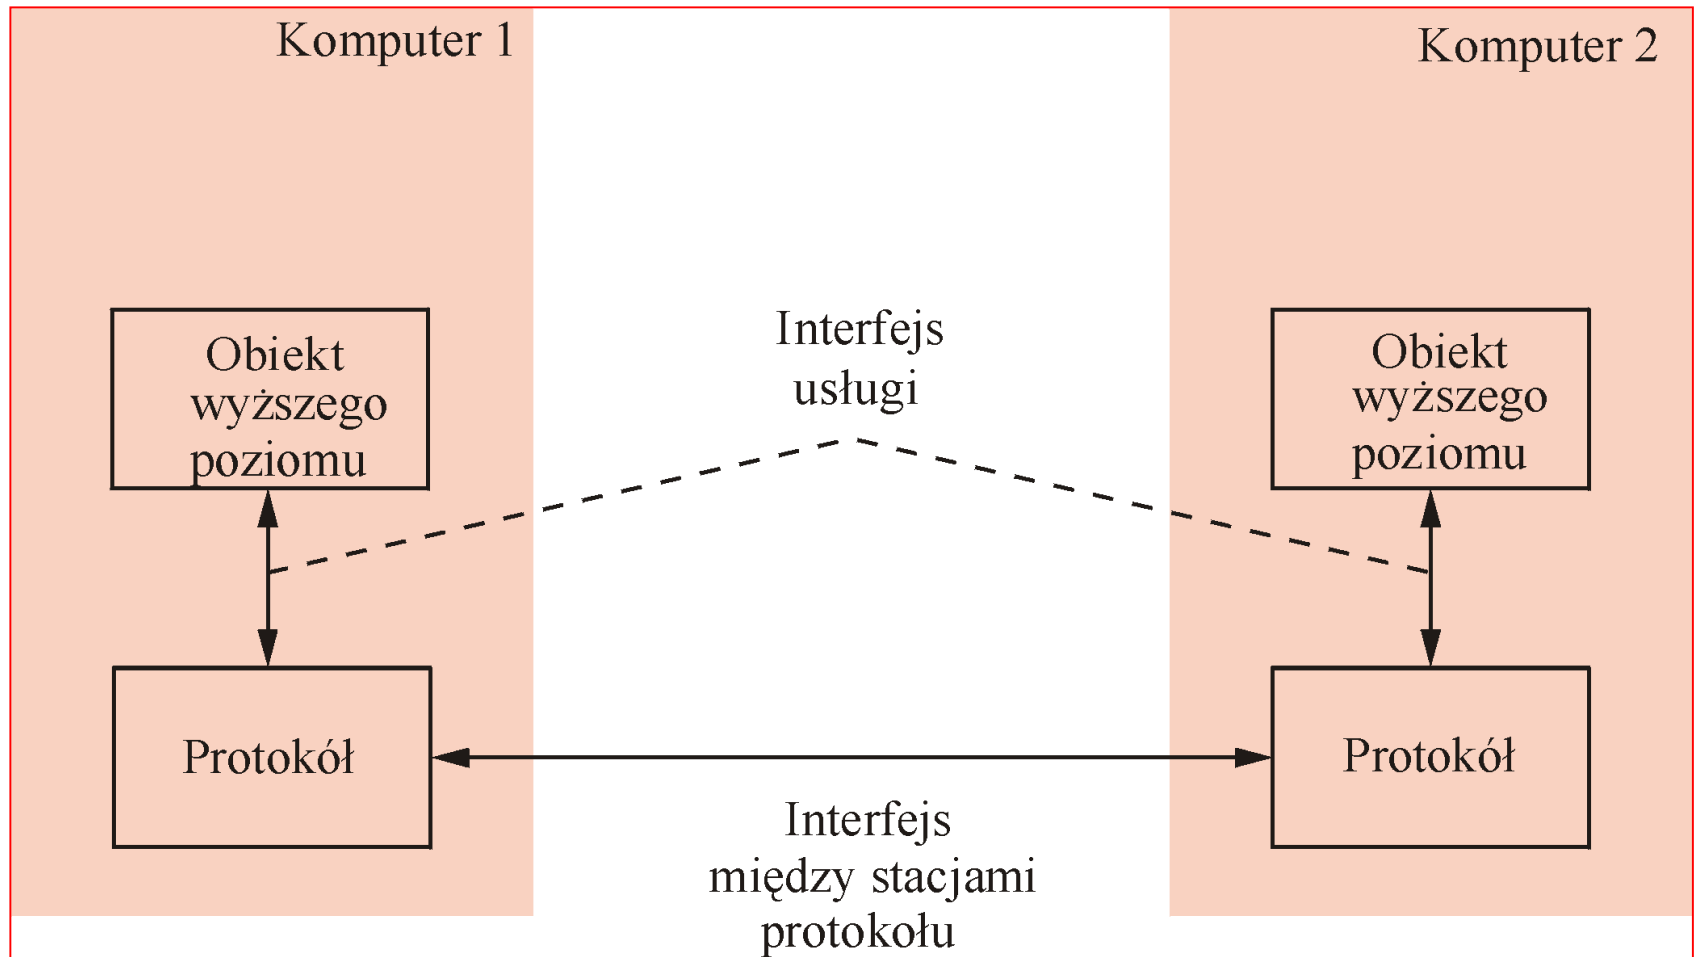 Komputer 1
Komputer 2
Obiekt
wyższego
poziomu
Interfejs
usługi
Obiekt
wyższego
poziomu
Protokół
Protokół
Interfejs
między stacjami
protokołu